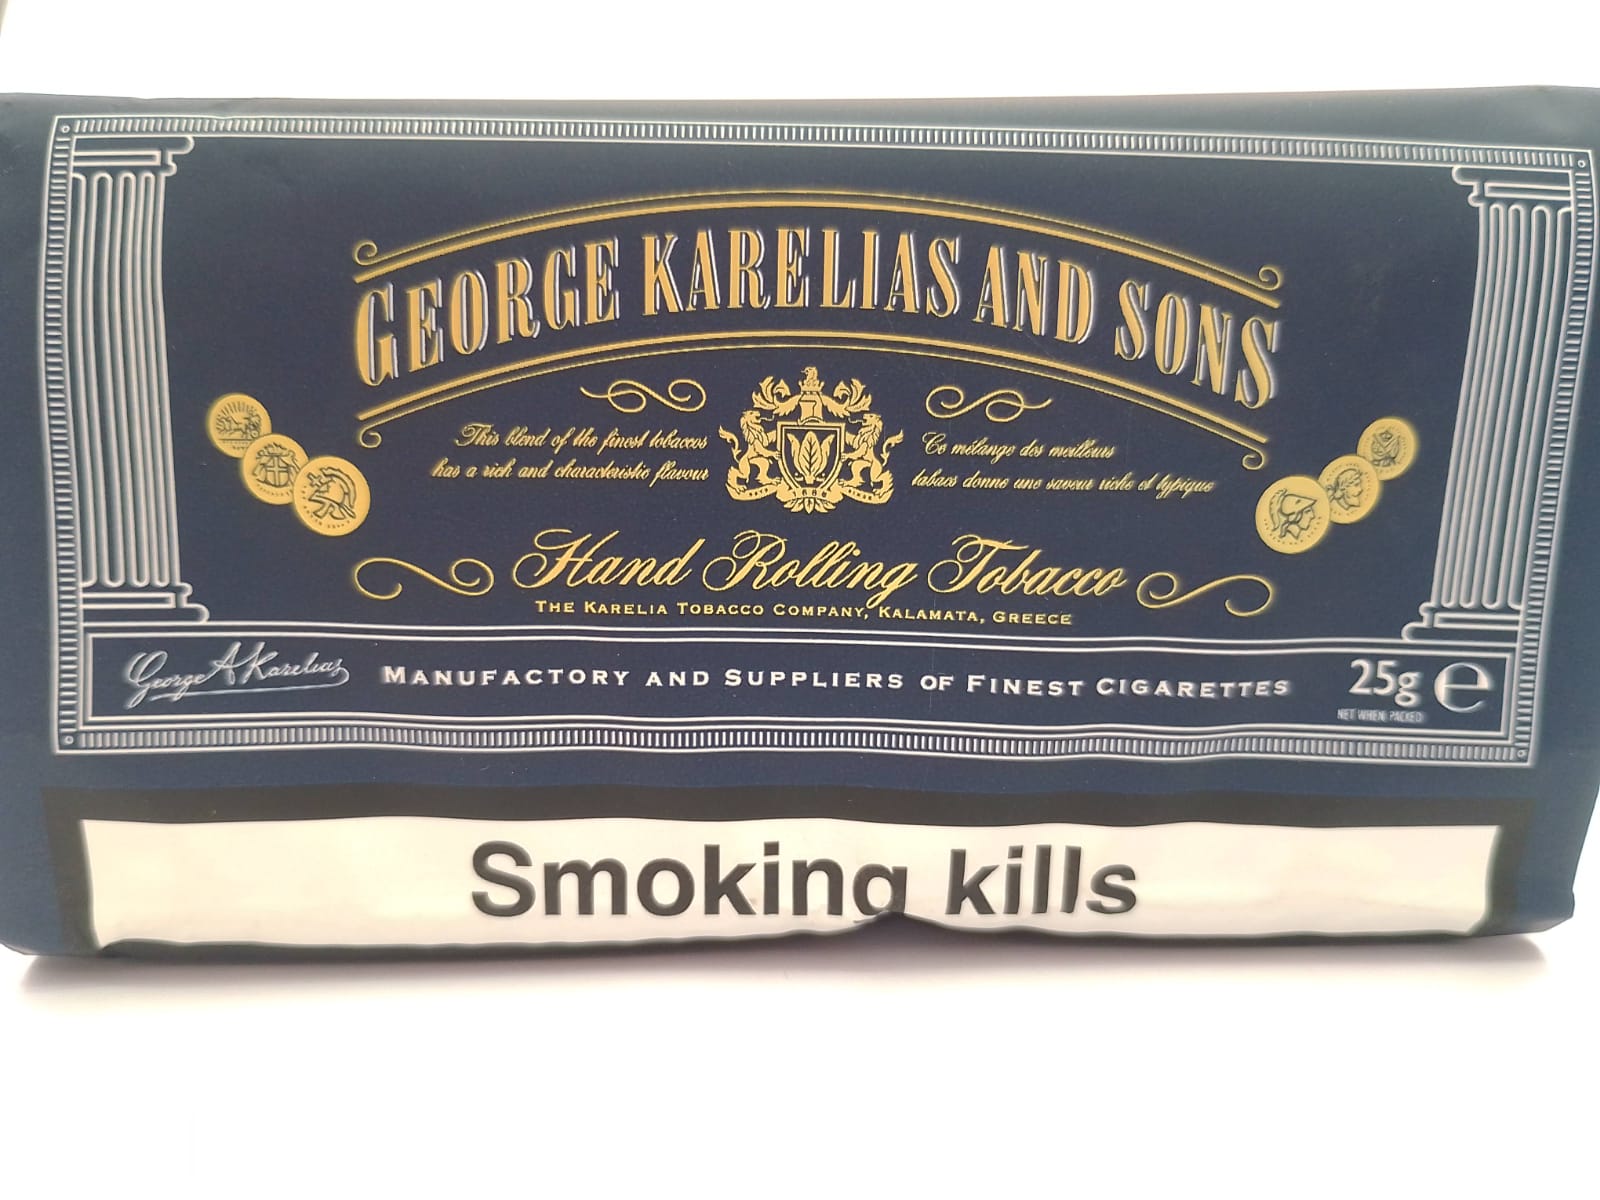 GEORGE KARELIAS AND SONS
This blend of the finest tobaccos
has a rich and characteristic flavour
Ce mélange des meilleurs
tabacs donne une saveur riche et typique
1888
Hand Rolling Tobacco
THE KARELIA TOBACCO COMPANY, KALAMATA, GREECE
George A Karelias
MANUFACTORY AND SUPPLIERS OF FINEST CIGARETTES
25g e
NET WHEN PACKED
Smoking kills